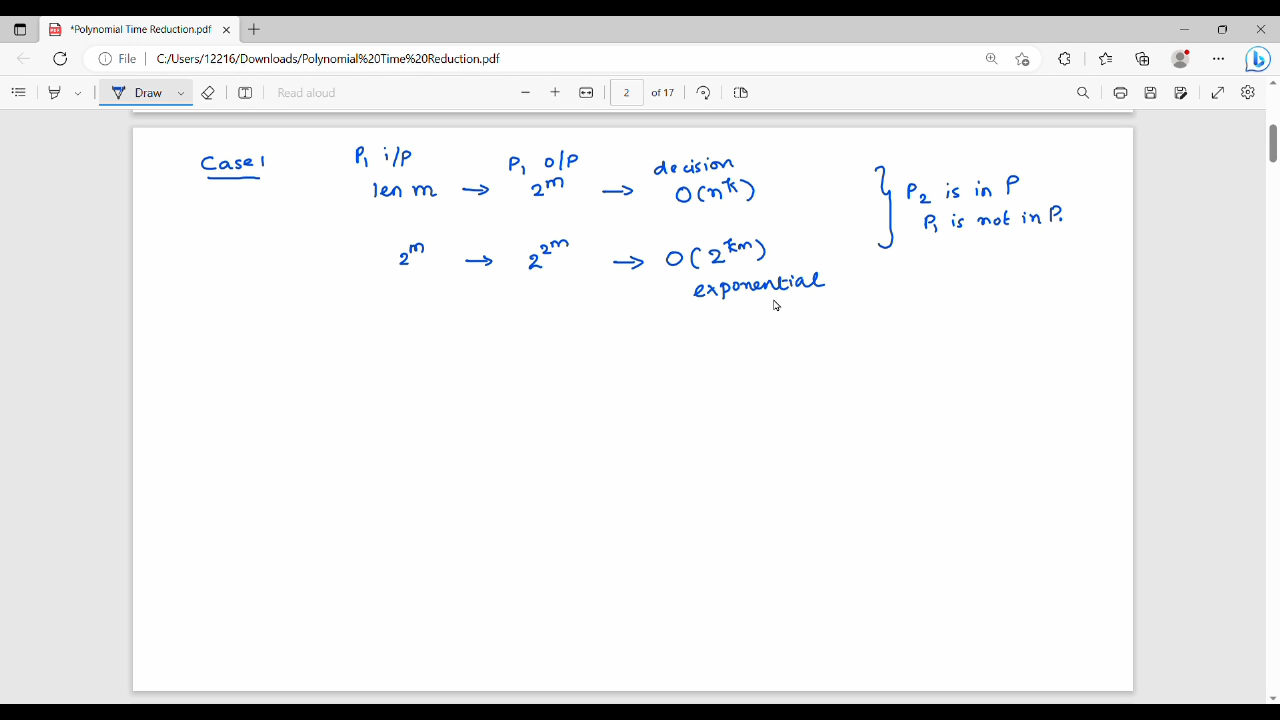 *Polynomial Time Reduction.pdf
File C:/Users/12216/Downloads/Polynomial%20Time%20Reduction.pdf
Draw Read aloud 2 of 17
Case 1
P₁ i/p P₁ o/p decision
len m → 2^m → O(n^k)
P₂ is in P
P₁ is not in P.
2^m → 2^2^m → O(2^km)
exponential